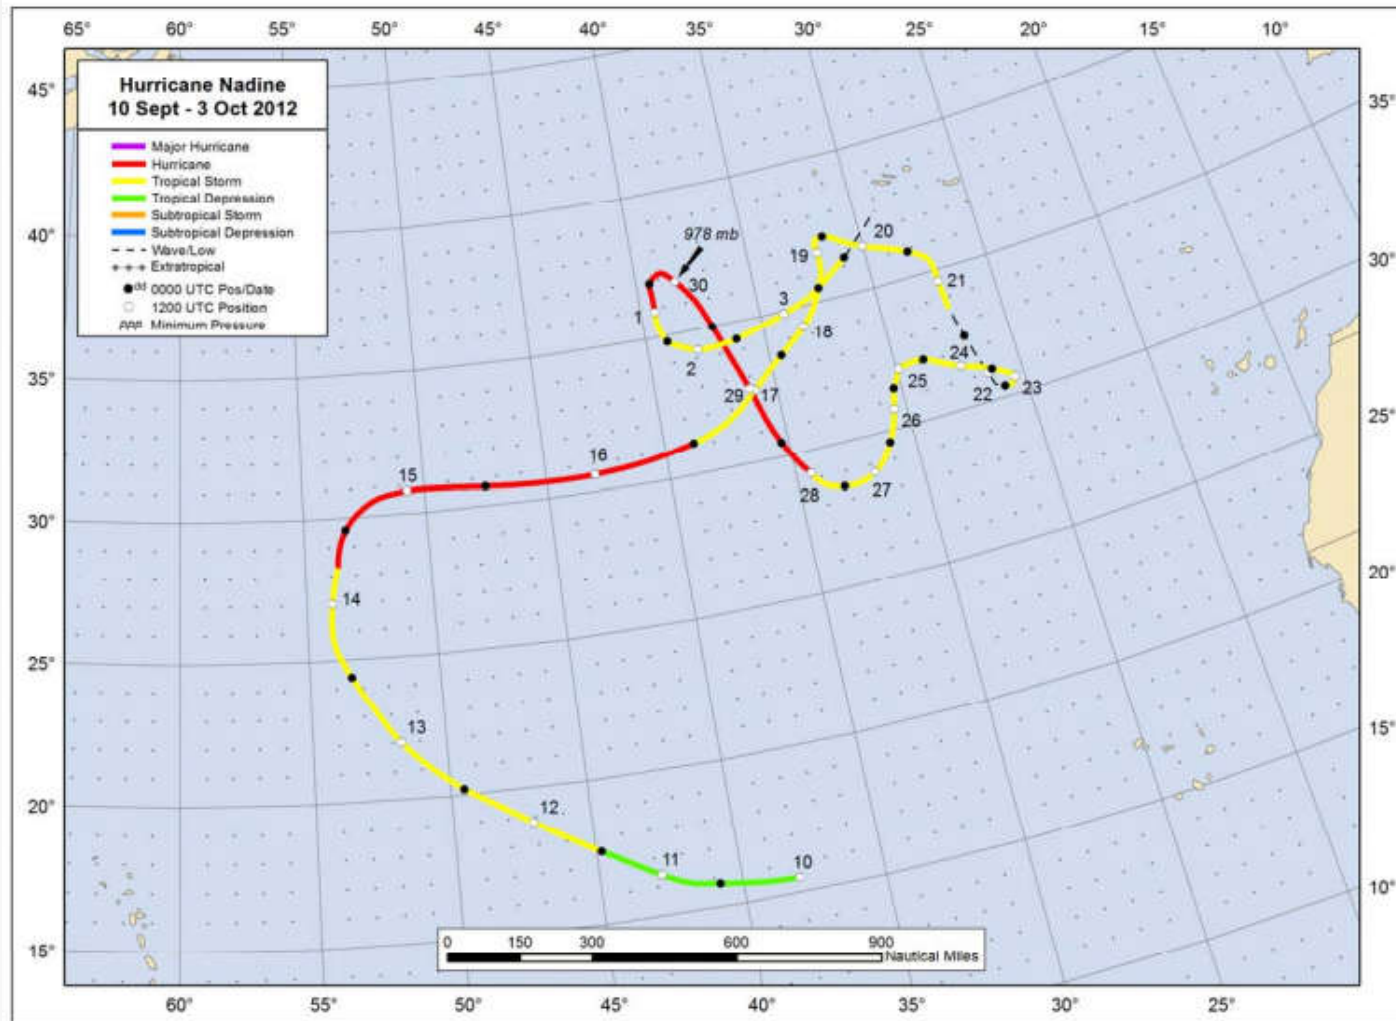 65° 60° 55° 50° 45° 40° 35° 30° 25° 20° 15° 10°
45°
40°
35°
30°
25°
20°
15°
35°
30°
25°
20°
15°
10°
Hurricane Nadine
10 Sept - 3 Oct 2012
Major Hurricane
Hurricane
Tropical Storm
Tropical Depression
Subtropical Storm
Subtropical Depression
Wave/Low
Extratropical
dd 0000 UTC Pos/Date
1200 UTC Position
ppp Minimum Pressure
978 mb
20
19
21
30
3
1
18
2
24
25
23
22
29 17
26
16
15
28
27
14
13
12
11
10
0 150 300 600 900
Nautical Miles
60° 55° 50° 45° 40° 35° 30° 25°